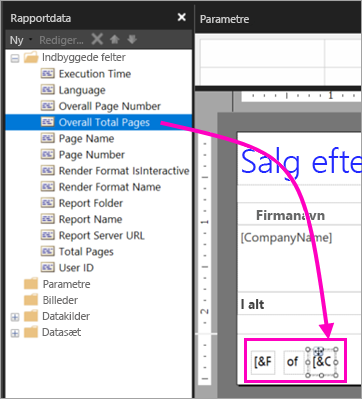 Rapportdata
Ny
Rediger...
Indbyggede felter
Execution Time
Language
Overall Page Number
Overall Total Pages
Page Name
Page Number
Render Format IsInteractive
Render Format Name
Report Folder
Report Name
Report Server URL
Total Pages
User ID
Parametre
Billeder
Datakilder
Datasæt
Parametre
1
Salg efte
Firmanavn
[CompanyName]
1
I alt
2
[&F of [&C